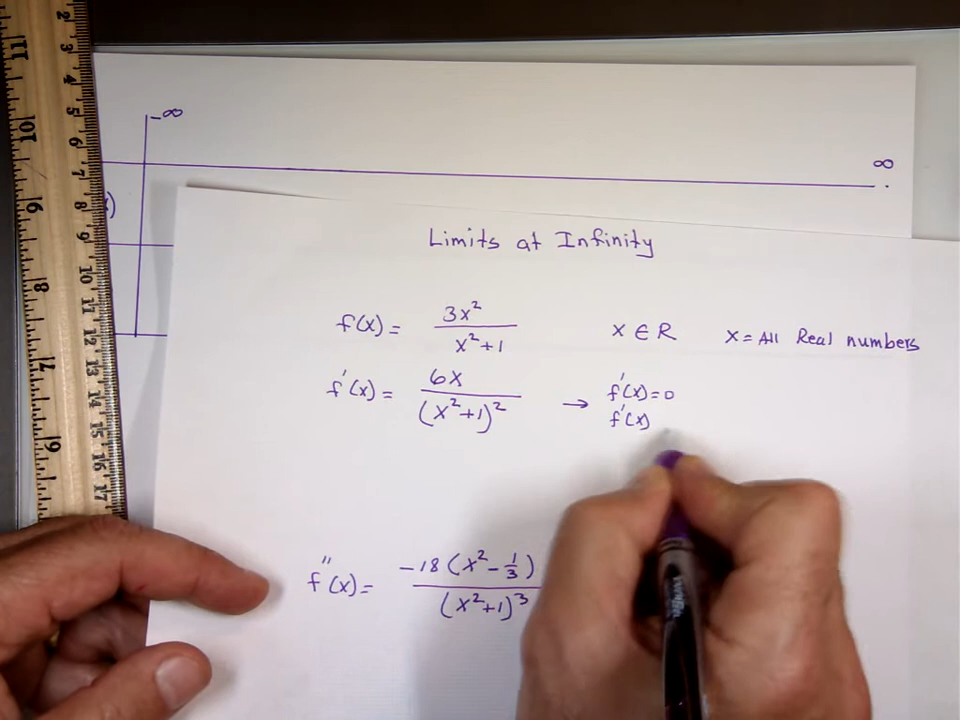 -∞
∞
)
Limits at Infinity
f(x) = 3x² / x²+1 x ∈ R x = All Real numbers
f'(x) = 6x / (x²+1)² → f'(x)=0
f'(x)
f''(x) = -18(x² - 1/3) / (x²+1)³